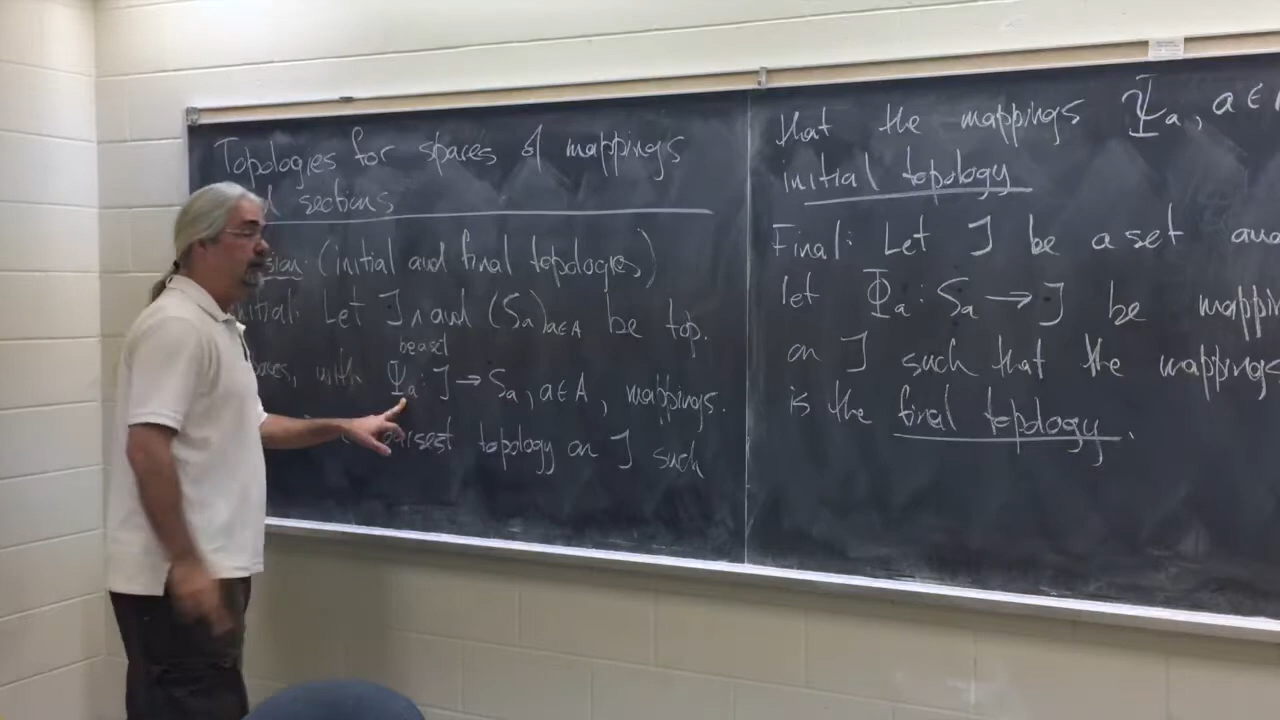 Topologies for spaces of mappings
sections
(initial and final topologies)
Let J and (Sa)a∈A be top.
be a set
with Ψa : J → Sa, a∈A, mappings.
topology on J such
that the mappings Ψa, a∈
initial topology
Final: Let J be a set and
let Φa : Sa → J be
on J such that the mappings
is the final topology.